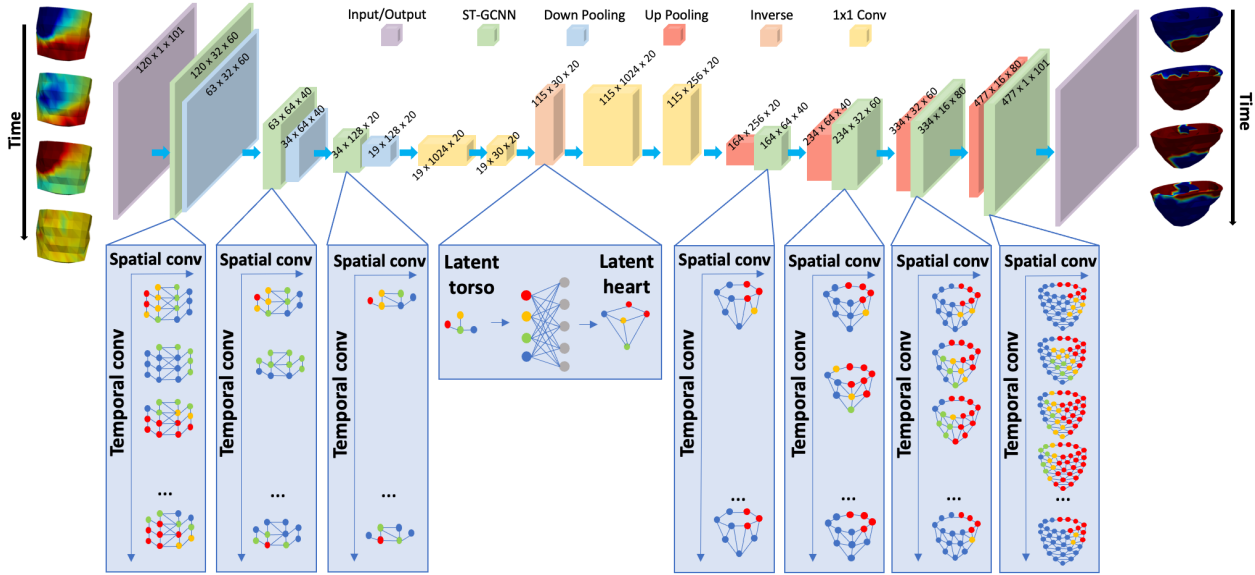 Input/Output
ST-GCNN
Down Pooling
Up Pooling
Inverse
1x1 Conv
Time
120 x 1 x 101
120 x 32 x 60
63 x 32 x 60
63 x 64 x 40
34 x 64 x 40
34 x 128 x 20
19 x 128 x 20
19 x 1024 x 20
19 x 30 x 20
115 x 30 x 20
115 x 1024 x 20
115 x 256 x 20
164 x 256 x 20
164 x 64 x 40
234 x 64 x 40
234 x 32 x 60
334 x 32 x 60
334 x 16 x 80
477 x 16 x 80
477 x 1 x 101
Time
Spatial conv
Temporal conv
...
Spatial conv
Temporal conv
...
Spatial conv
Temporal conv
...
Latent
torso
Latent
heart
Spatial conv
Temporal conv
...
Spatial conv
Temporal conv
...
Spatial conv
Temporal conv
...
Spatial conv
Temporal conv
...